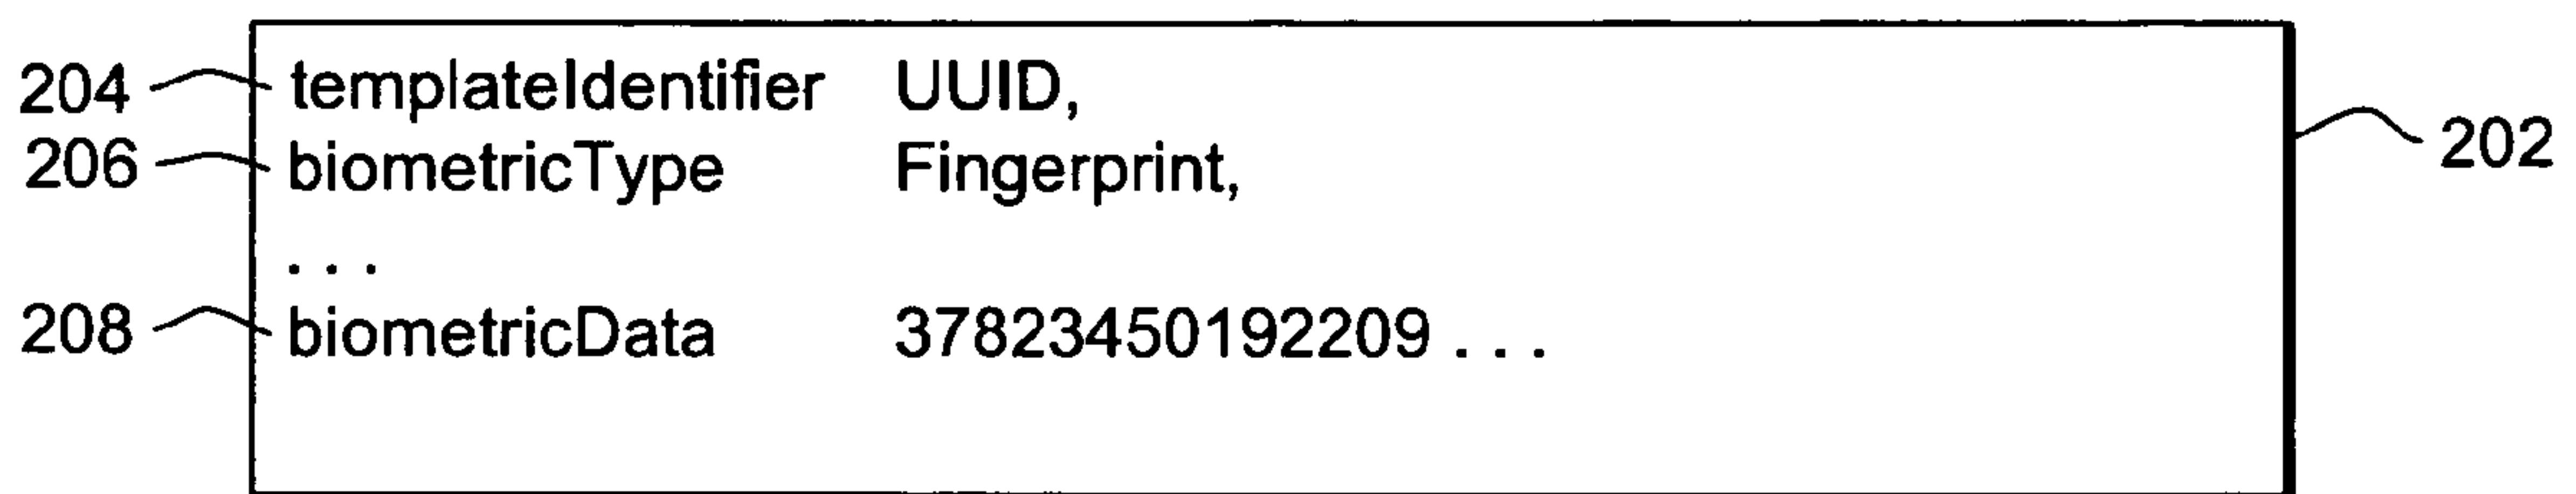 204 templateIdentifier UUID,
206 biometricType Fingerprint,
202
. . .
208 biometricData 37823450192209 . . .